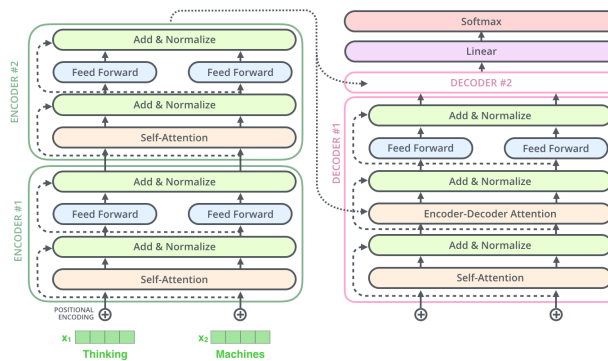 ENCODER #2
Add & Normalize
Feed Forward
Feed Forward
Add & Normalize
Self-Attention
ENCODER #1
Add & Normalize
Feed Forward
Feed Forward
Add & Normalize
Self-Attention
POSITIONAL
ENCODING
x1
x2
Thinking
Machines
Softmax
Linear
DECODER #2
DECODER #1
Add & Normalize
Feed Forward
Feed Forward
Add & Normalize
Encoder-Decoder Attention
Add & Normalize
Self-Attention